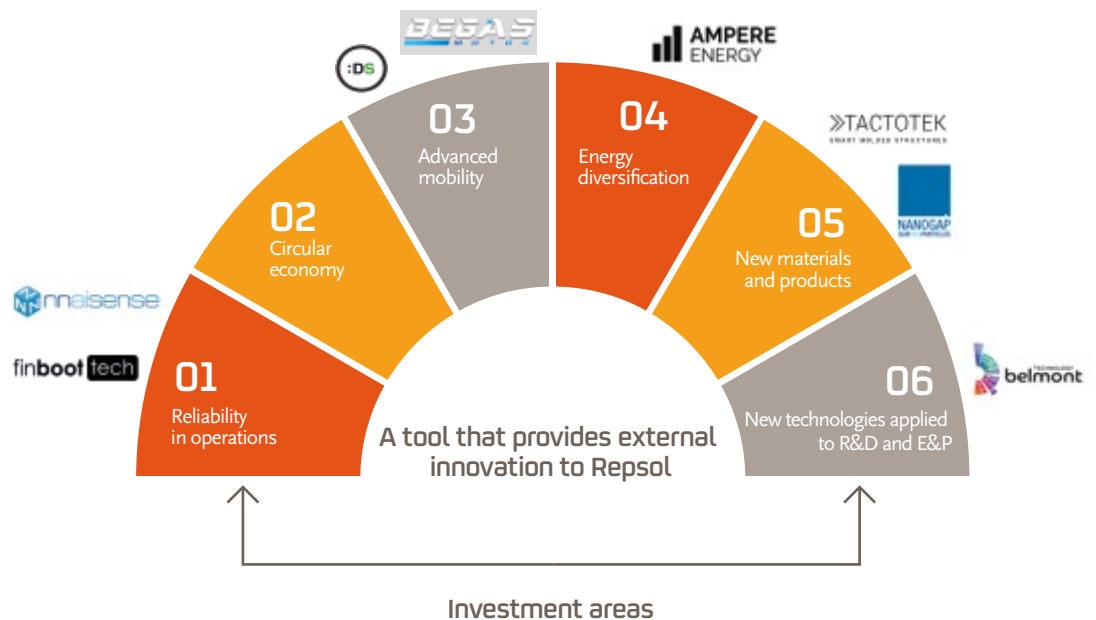 BEGAS
MOTOR
:DS
AMPERE
ENERGY
TACTOTEK
SMART MOLDED STRUCTURES
NANOGAP
nnaisense
finboot tech
TECHNOLOGY
belmont
01
Reliability
in operations
02
Circular
economy
03
Advanced
mobility
04
Energy
diversification
05
New materials
and products
06
New technologies applied
to R&D and E&P
A tool that provides external
innovation to Repsol
Investment areas